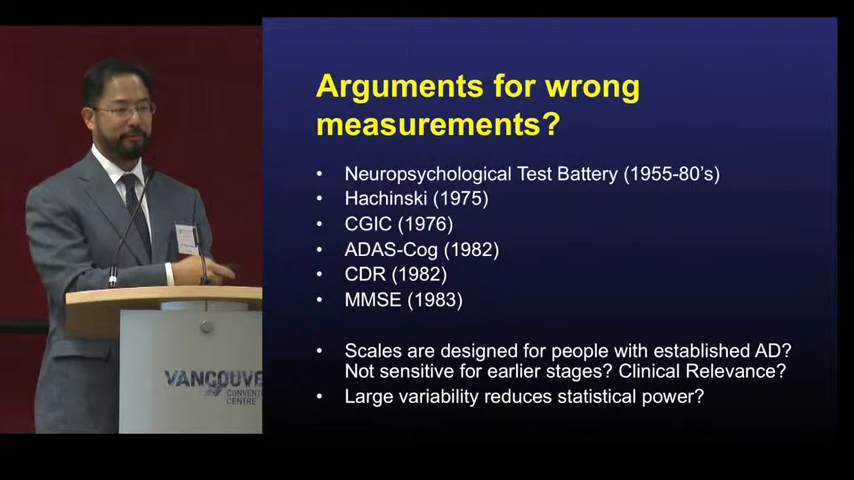 Arguments for wrong
measurements?
• Neuropsychological Test Battery (1955-80's)
• Hachinski (1975)
• CGIC (1976)
• ADAS-Cog (1982)
• CDR (1982)
• MMSE (1983)
• Scales are designed for people with established AD?
Not sensitive for earlier stages? Clinical Relevance?
• Large variability reduces statistical power?
VANCOUVE
CONVENT
CENTRE